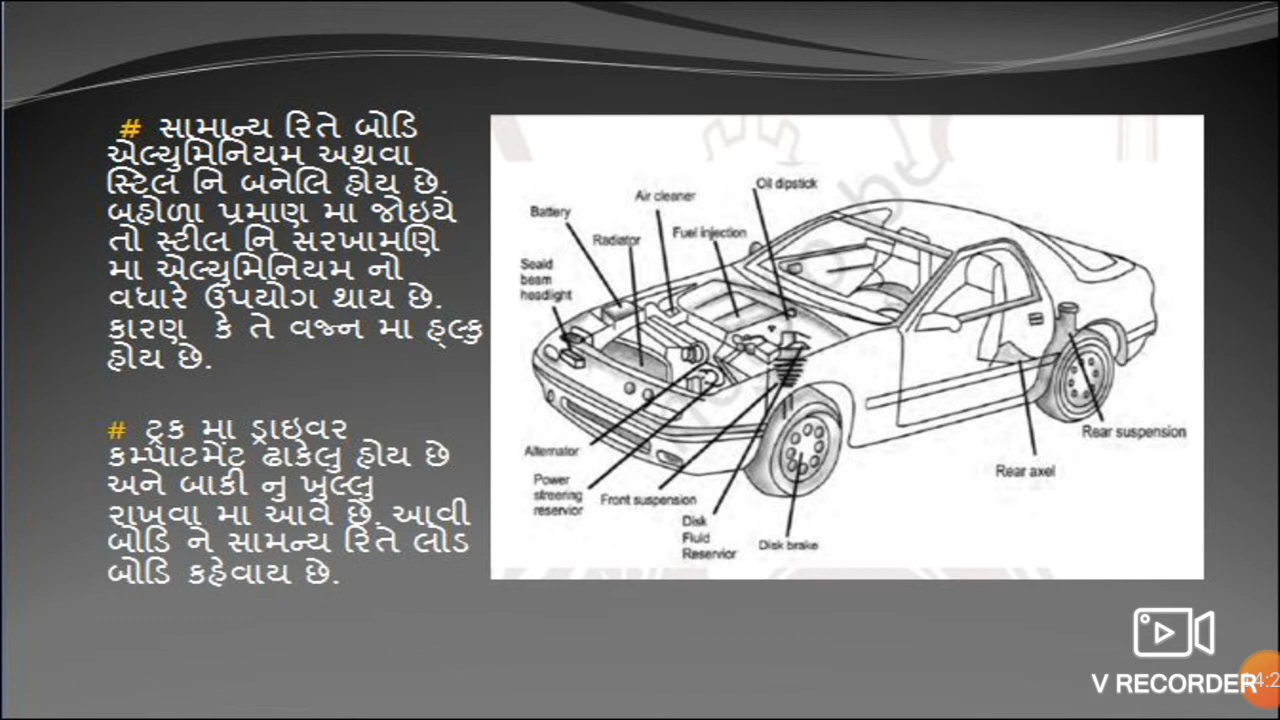 # સામાન્ય રિતે બોડિ
એલ્યુમિનિયમ અથવા
સ્ટિલ નિ બનેલિ હોય છે.
બહોળા પ્રમાણ મા જોઇયે
તો સ્ટીલ નિ સરખામણિ
મા એલ્યુમિનિયમ નો
વધારે ઉપયોગ થાય છે.
કારણ કે તે વજન મા હલ્કુ
હોય છે.
# ટ્રક મા ડ્રાઇવર
કમ્પાટમેંટ ઢાકેલુ હોય છે
અને બાકી નુ ખુલ્લુ
રાખવા મા આવે છે. આવી
બોડિ ને સામન્ય રિતે લોડ
બોડિ કહેવાય છે.
Oil dipstick
Air cleaner
Battery
Fuel injection
Radiator
Seald
beam
headlight
Alternator
Power
streering
reservior
Front suspension
Disk
Fluid
Reservior
Disk brake
Rear axel
Rear suspension
V RECORDER